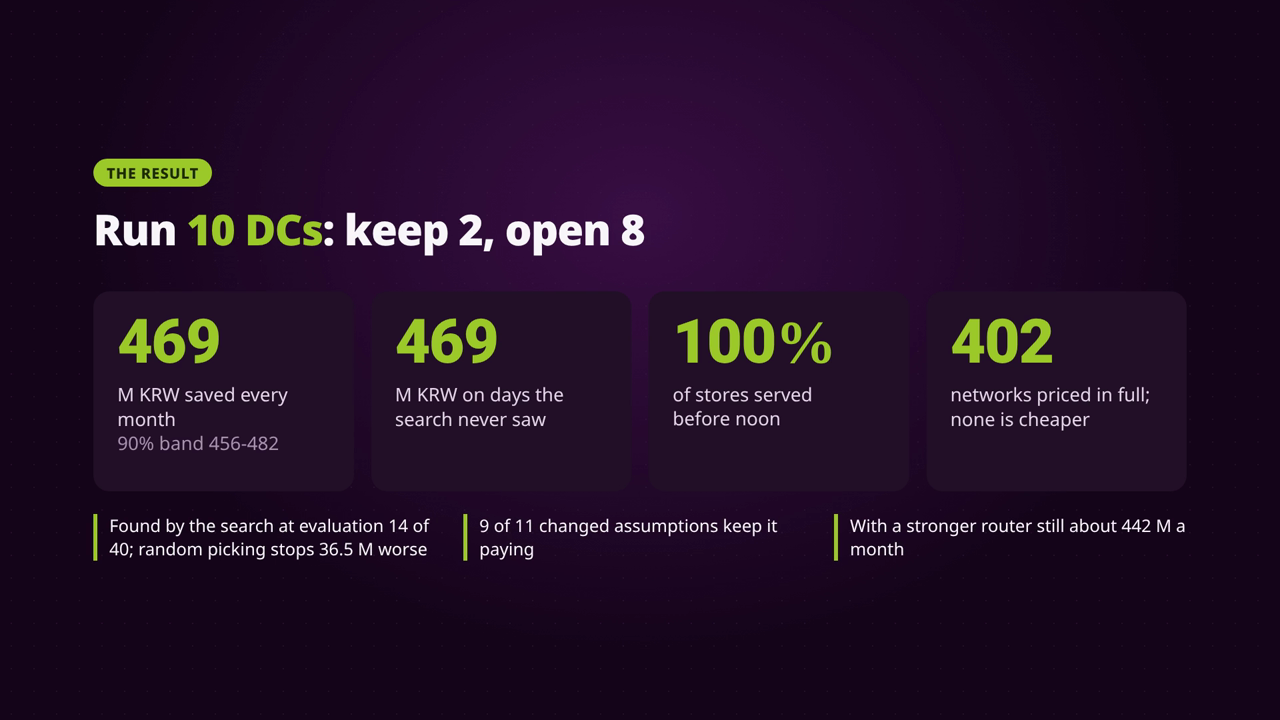 THE RESULT
Run 10 DCs: keep 2, open 8
469
M KRW saved every
month
90% band 456-482
469
M KRW on days the
search never saw
100%
of stores served
before noon
402
networks priced in full;
none is cheaper
Found by the search at evaluation 14 of
40; random picking stops 36.5 M worse
9 of 11 changed assumptions keep it
paying
With a stronger router still about 442 M a
month